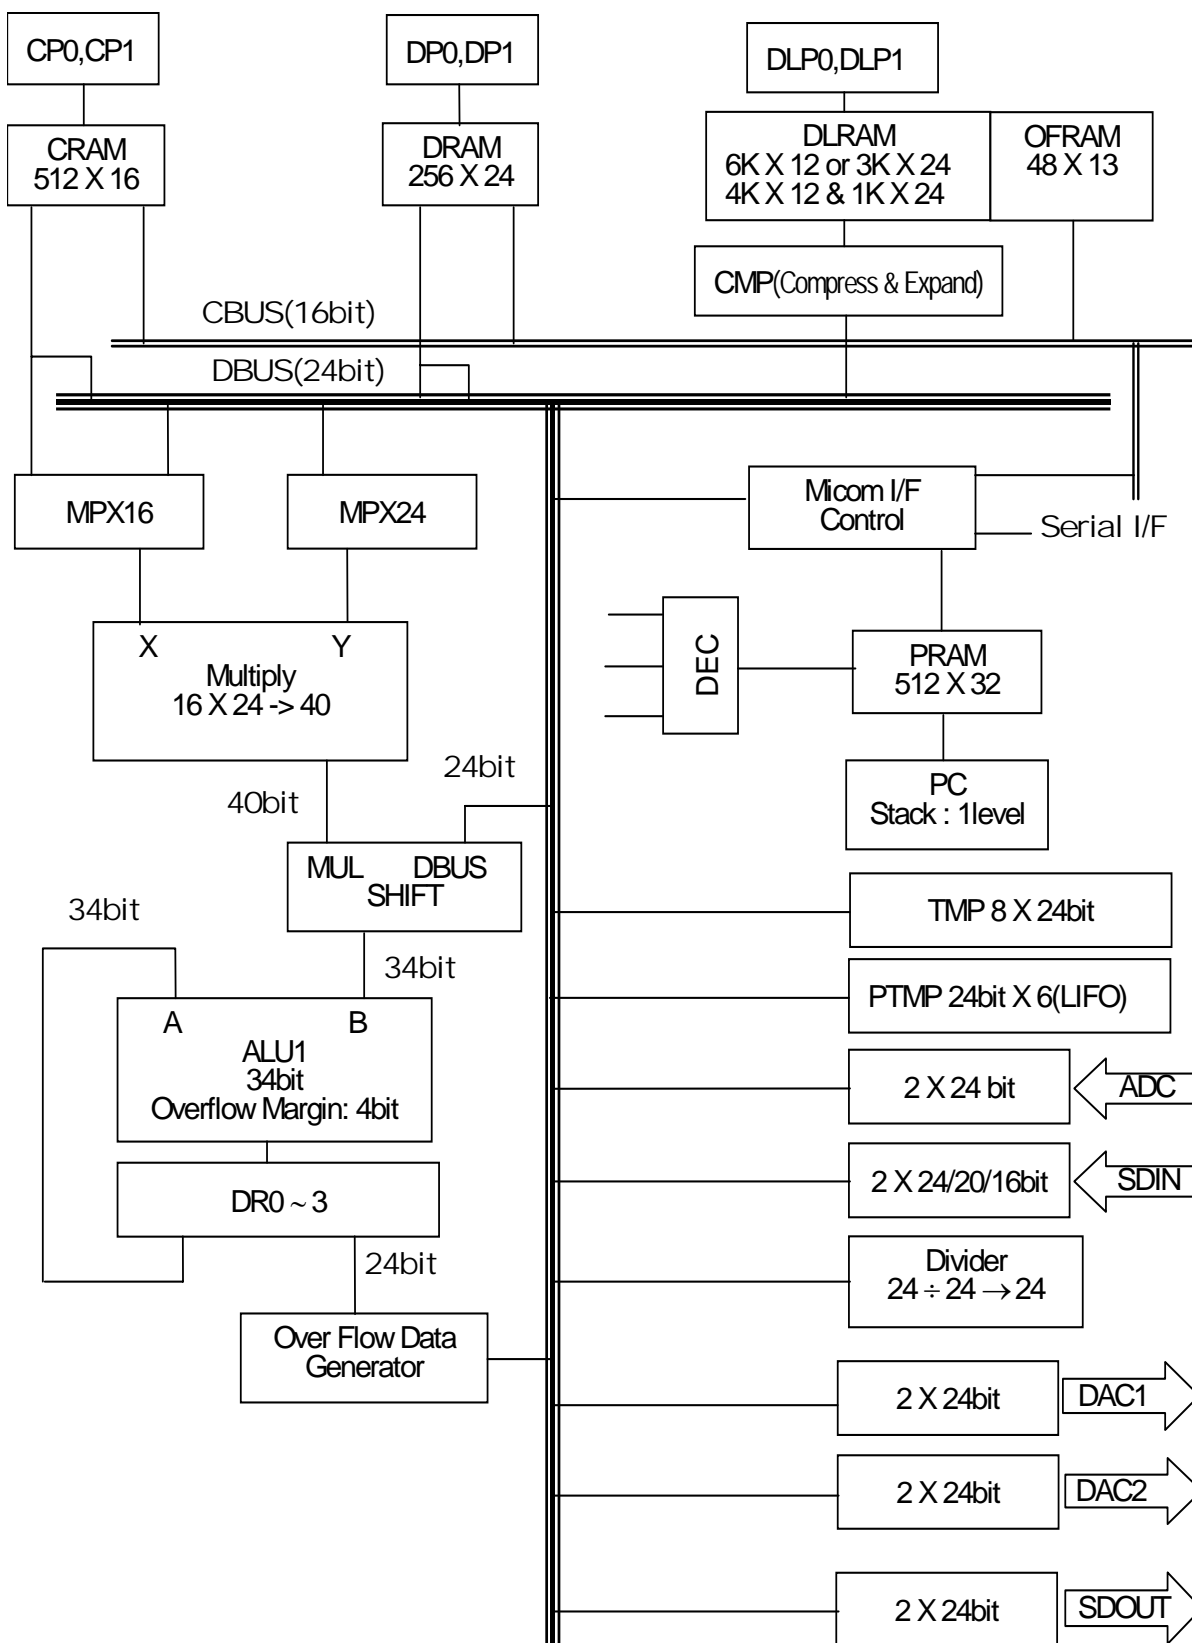 CP0,CP1
DP0,DP1
DLP0,DLP1
CRAM
512 X 16
DRAM
256 X 24
DLRAM
6K X 12 or 3K X 24
4K X 12 & 1K X 24
OFRAM
48 X 13
CMP(Compress & Expand)
CBUS(16bit)
DBUS(24bit)
MPX16
MPX24
Micom I/F
Control
Serial I/F
X
Y
Multiply
16 X 24 -> 40
DEC
PRAM
512 X 32
PC
Stack : 1level
24bit
40bit
MUL
DBUS
SHIFT
34bit
34bit
TMP 8 X 24bit
PTMP 24bit X 6(LIFO)
A
B
ALU1
34bit
Overflow Margin: 4bit
2 X 24 bit
ADC
DR0 ~ 3
2 X 24/20/16bit
SDIN
24bit
Divider
24 ÷ 24 → 24
Over Flow Data
Generator
2 X 24bit
DAC1
2 X 24bit
DAC2
2 X 24bit
SDOUT